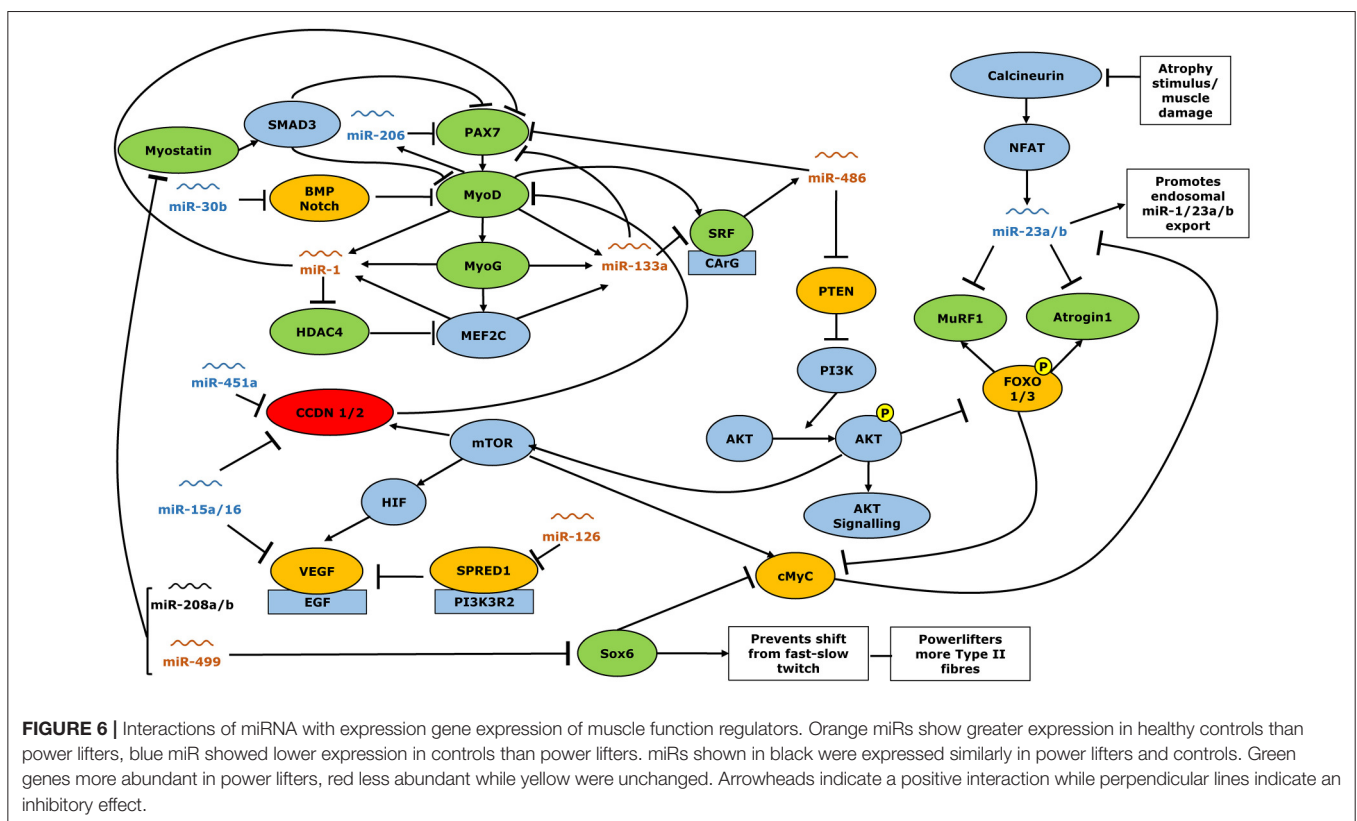 Calcineurin
Atrophy
stimulus/
muscle
damage
SMAD3
miR-206
PAX7
Myostatin
NFAT
miR-486
miR-30b
BMP
Notch
MyoD
Promotes
endosomal
miR-1/23a/b
export
miR-23a/b
SRF
CArG
miR-1
MyoG
miR-133a
PTEN
MuRF1
Atrogin1
HDAC4
MEF2C
PI3K
P
FOXO
1/3
miR-451a
CCDN 1/2
mTOR
AKT
AKT
P
HIF
AKT
Signalling
miR-15a/16
miR-126
VEGF
EGF
SPRED1
PI3K3R2
cMyC
miR-208a/b
miR-499
Sox6
Prevents shift
from fast-slow
twitch
Powerlifters
more Type II
fibres
FIGURE 6 | Interactions of miRNA with expression gene expression of muscle function regulators. Orange miRs show greater expression in healthy controls than
power lifters, blue miR showed lower expression in controls than power lifters. miRs shown in black were expressed similarly in power lifters and controls. Green
genes more abundant in power lifters, red less abundant while yellow were unchanged. Arrowheads indicate a positive interaction while perpendicular lines indicate an
inhibitory effect.